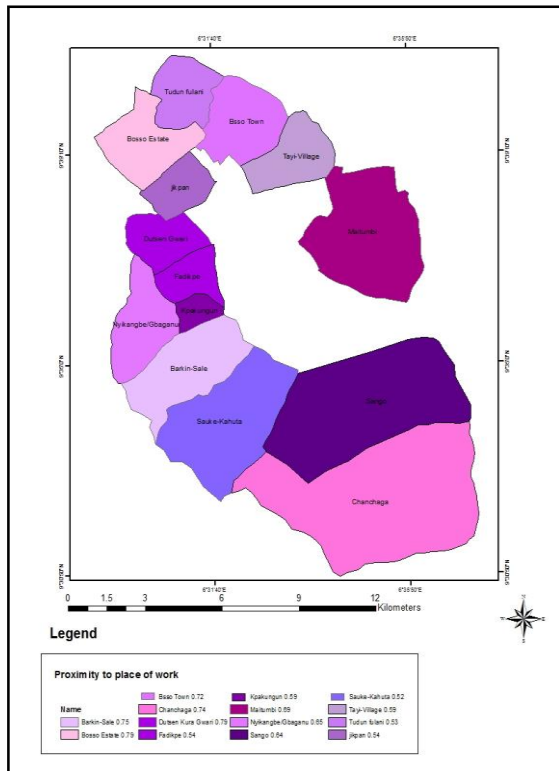 6°31'40 6°35'50
Tudun fulani
Bsso Town
Bosso Estate
Tayi-Village
jikpan
Maitumbi
Dutsen Gwari
Fadikpe
Kpakungun
Nyikangbe/Gbaganu
Barkin-Sale
Sango
Sauke-Kahuta
Chanchaga
6°31'40 6°35'50
0 1.5 3 6 9 12
Kilometers
Legend
Proximity to place of work
Bsso Town 0.72 Kpakungun 0.59 Sauke-Kahuta 0.52
Name Chanchaga 0.74 Maitumbi 0.69 Tayi-Village 0.59
Barkin-Sale 0.75 Dutsen Kura Gwari 0.79 Nyikangbe/Gbaganu 0.65 Tudun fulani 0.53
Bosso Estate 0.79 Fadikpe 0.54 Sango 0.64 jikpan 0.54